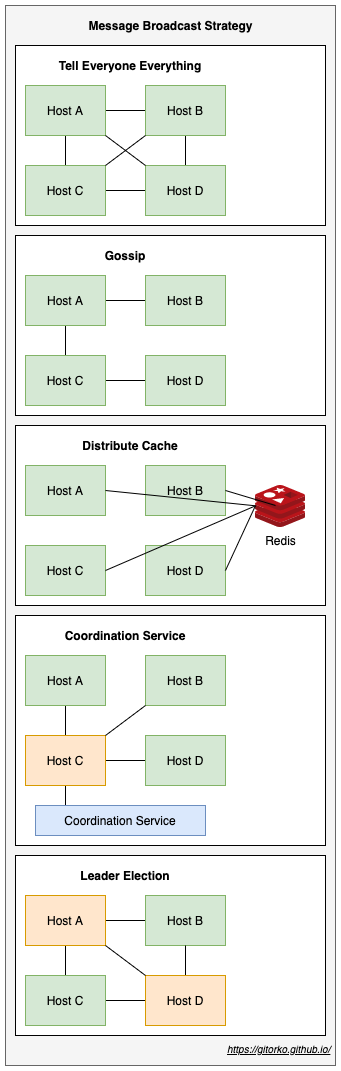 Message Broadcast Strategy
Tell Everyone Everything
Host A
Host B
Host C
Host D
Gossip
Host A
Host B
Host C
Host D
Distribute Cache
Host A
Host B
Redis
Host C
Host D
Coordination Service
Host A
Host B
Host C
Host D
Coordination Service
Leader Election
Host A
Host B
Host C
Host D
https://gitorko.github.io/